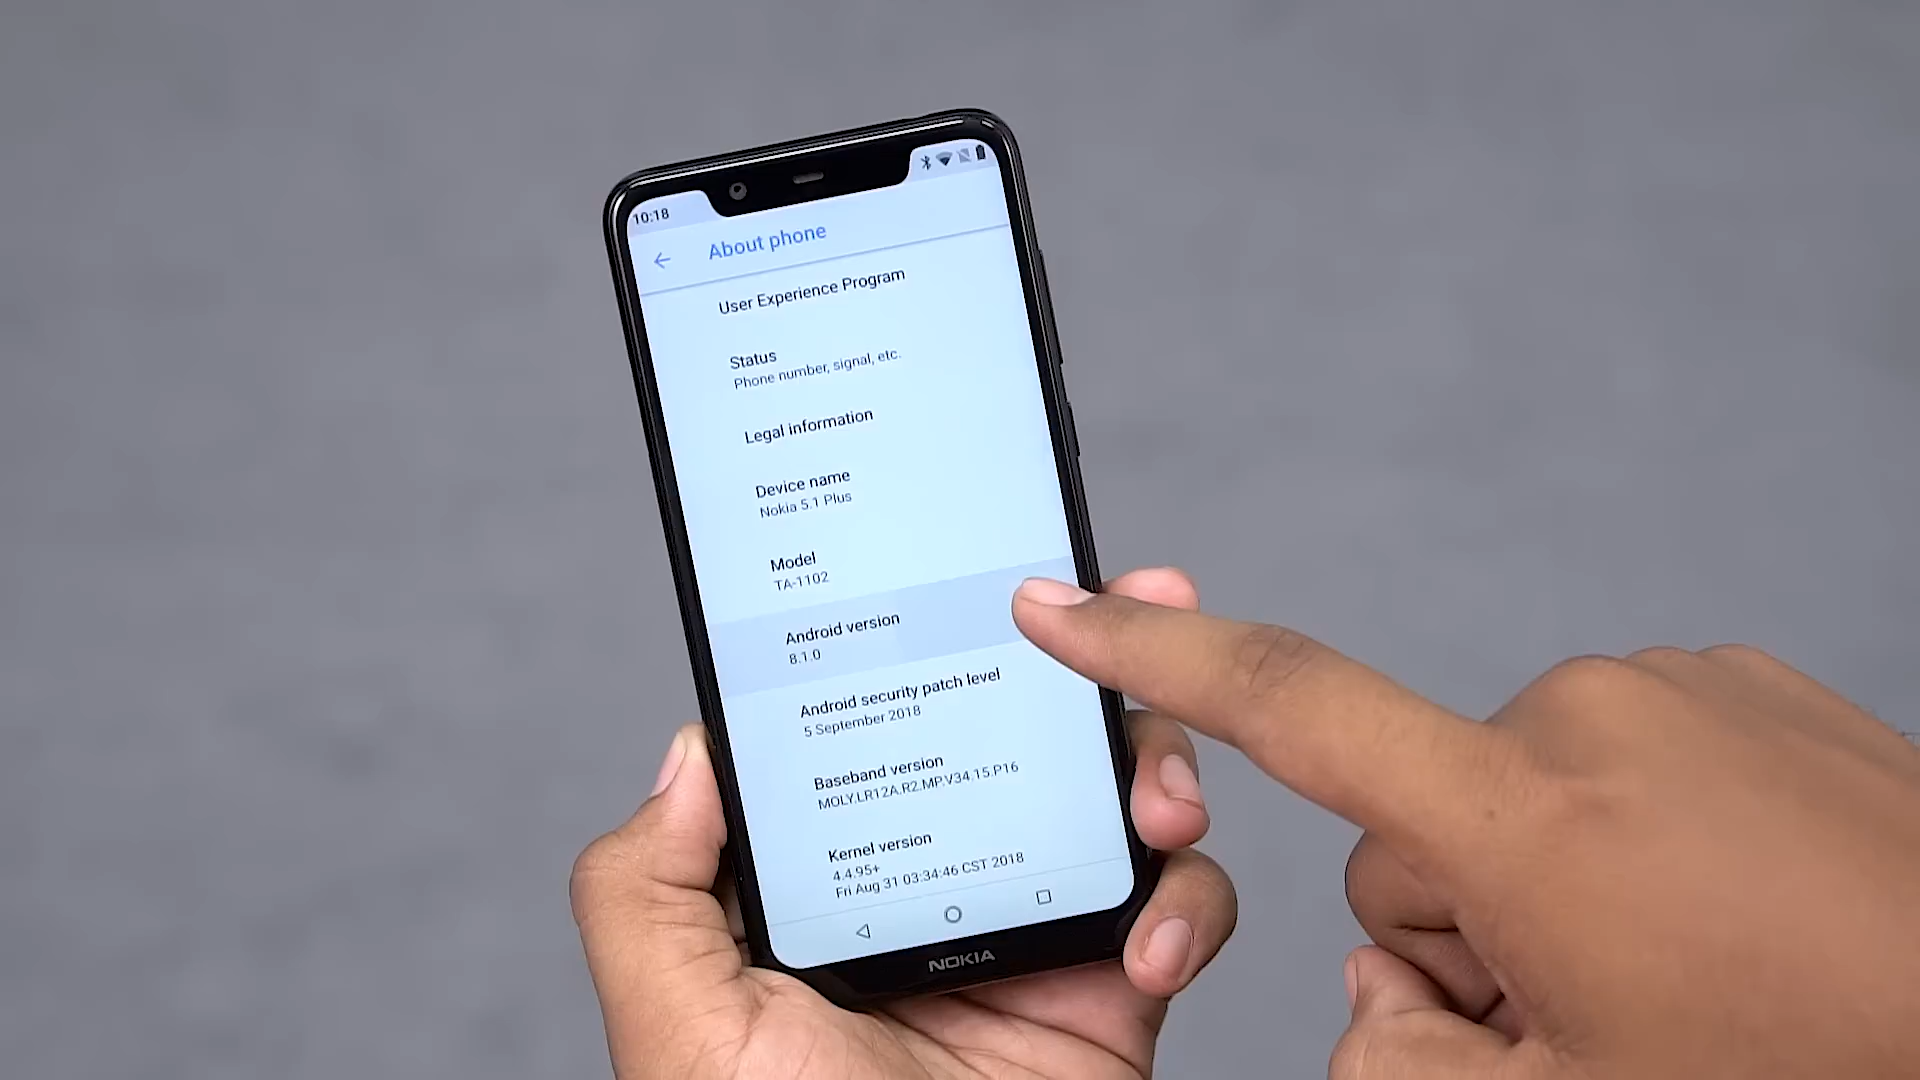 10:18
About phone
User Experience Program
Status
Phone number, signal, etc.
Legal information
Device name
Nokia 5.1 Plus
Model
TA-1102
Android version
8.1.0
Android security patch level
5 September 2018
Baseband version
MOLY.LR12A.R2.MP.V34.15.P16
Kernel version
4.4.95+
Fri Aug 31 03:34:46 CST 2018
NOKIA